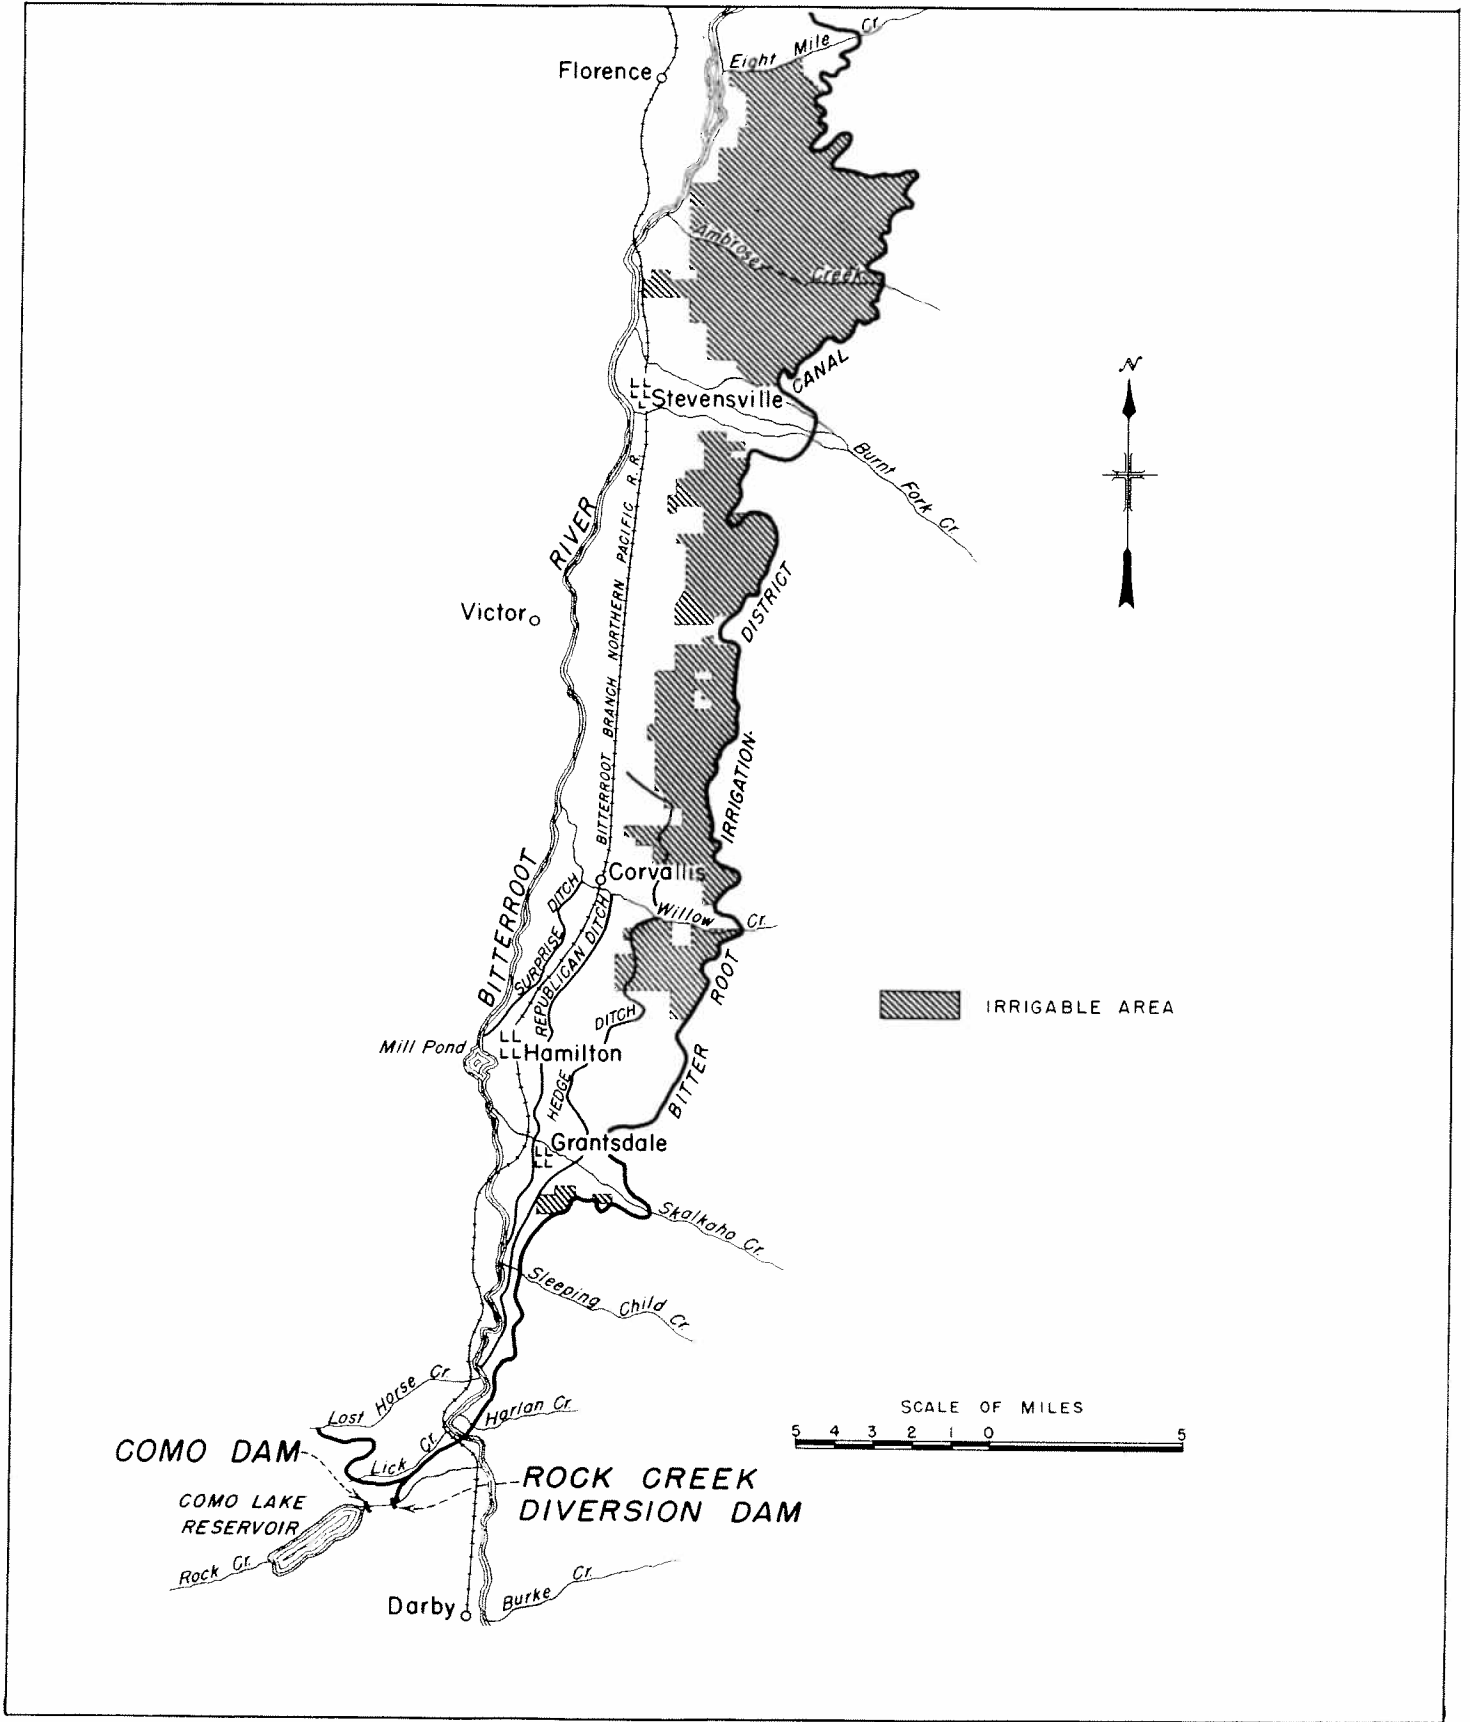 Eight Mile Cr.
Florence
Ambrose Creek
CANAL
Stevensville
Burnt Fork Cr.
BITTERROOT BRANCH NORTHERN PACIFIC R. R.
RIVER
DISTRICT
Victor
IRRIGATION
Corvallis
DITCH
Willow Cr.
BITTERROOT
SURPRISE
REPUBLICAN DITCH
ROOT
IRRIGABLE AREA
DITCH
Mill Pond
Hamilton
HEDGE
BITTER
Grantsdale
Skalkaho Cr.
Sleeping Child Cr.
Lost Horse Cr.
Harlan Cr.
SCALE OF MILES
5 4 3 2 1 0 5
COMO DAM
Lick Cr.
ROCK CREEK
DIVERSION DAM
COMO LAKE
RESERVOIR
Rock Cr.
Darby
Burke Cr.
N